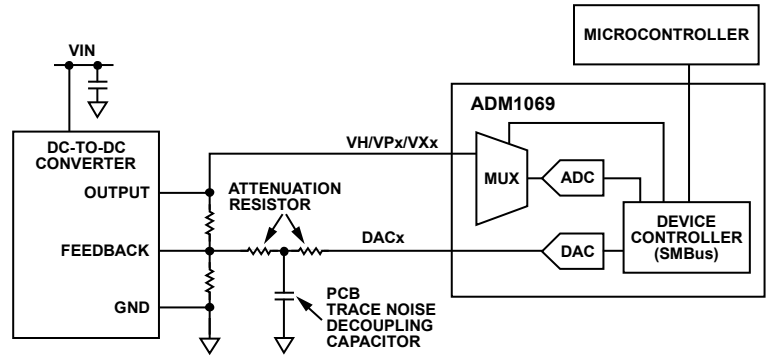 MICROCONTROLLER
VIN
ADM1069
DC-TO-DC
CONVERTER
VH/VPx/VXx
MUX
ADC
OUTPUT
ATTENUATION
RESISTOR
DEVICE
CONTROLLER
(SMBus)
FEEDBACK
DACx
DAC
GND
PCB
TRACE NOISE
DECOUPLING
CAPACITOR